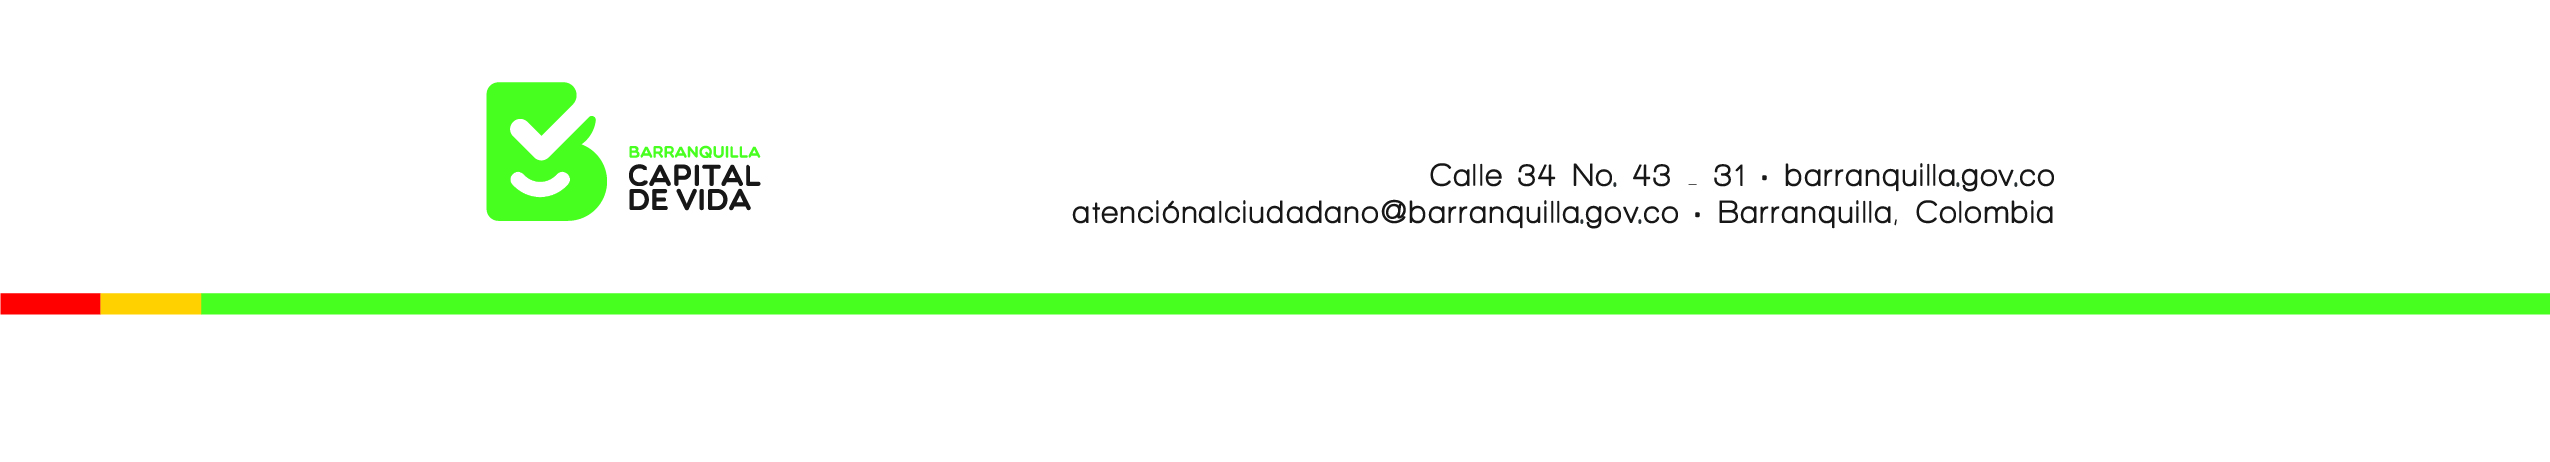 BARRANQUILLA
CAPITAL
DE VIDA
Calle 34 No. 43 _ 31 • barranquilla.gov.co
atenciónalciudadano@barranquilla.gov.co • Barranquilla, Colombia